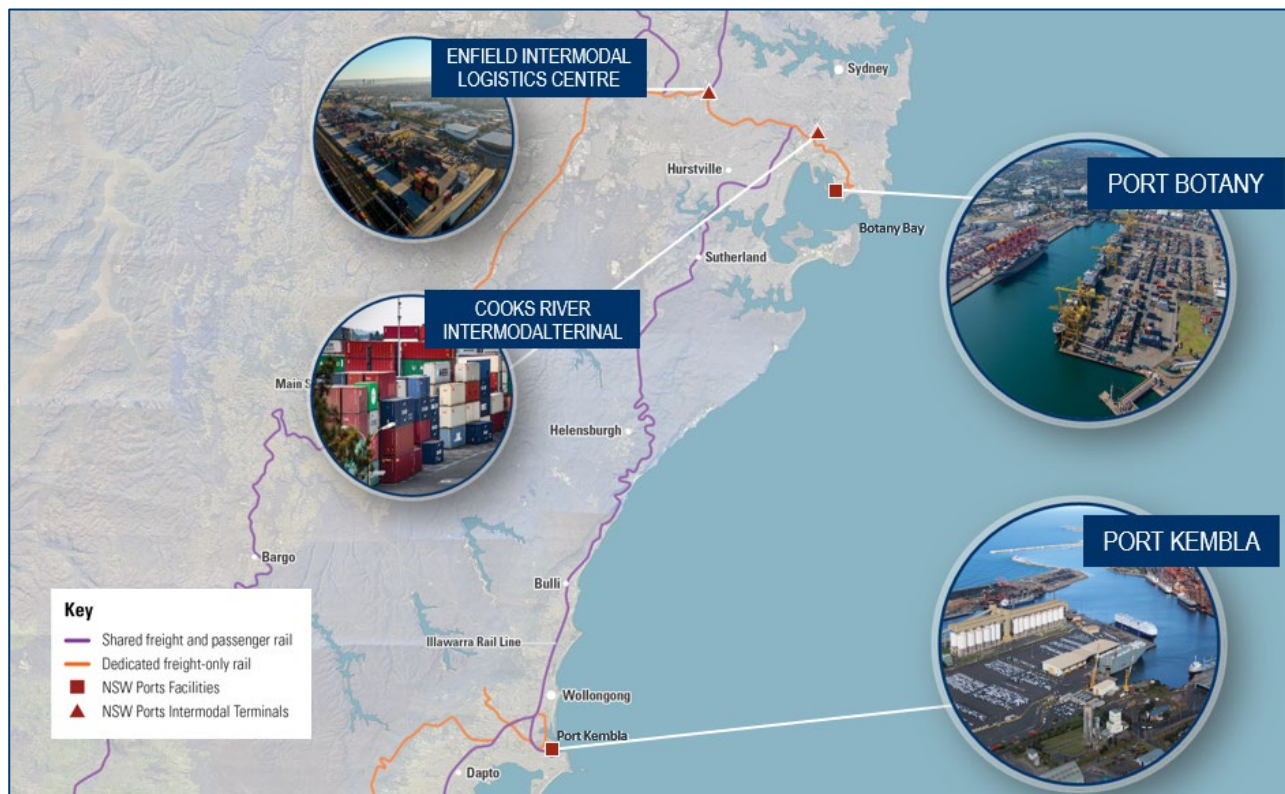 ENFIELD INTERMODAL
LOGISTICS CENTRE
Sydney
Hurstville
PORT BOTANY
Botany Bay
Sutherland
COOKS RIVER
INTERMODALTERINAL
Main S
Helensburgh
PORT KEMBLA
Bargo
Bulli
Key
Shared freight and passenger rail
Dedicated freight-only rail
NSW Ports Facilities
NSW Ports Intermodal Terminals
Illawarra Rail Line
Wollongong
Port Kembla
Dapto